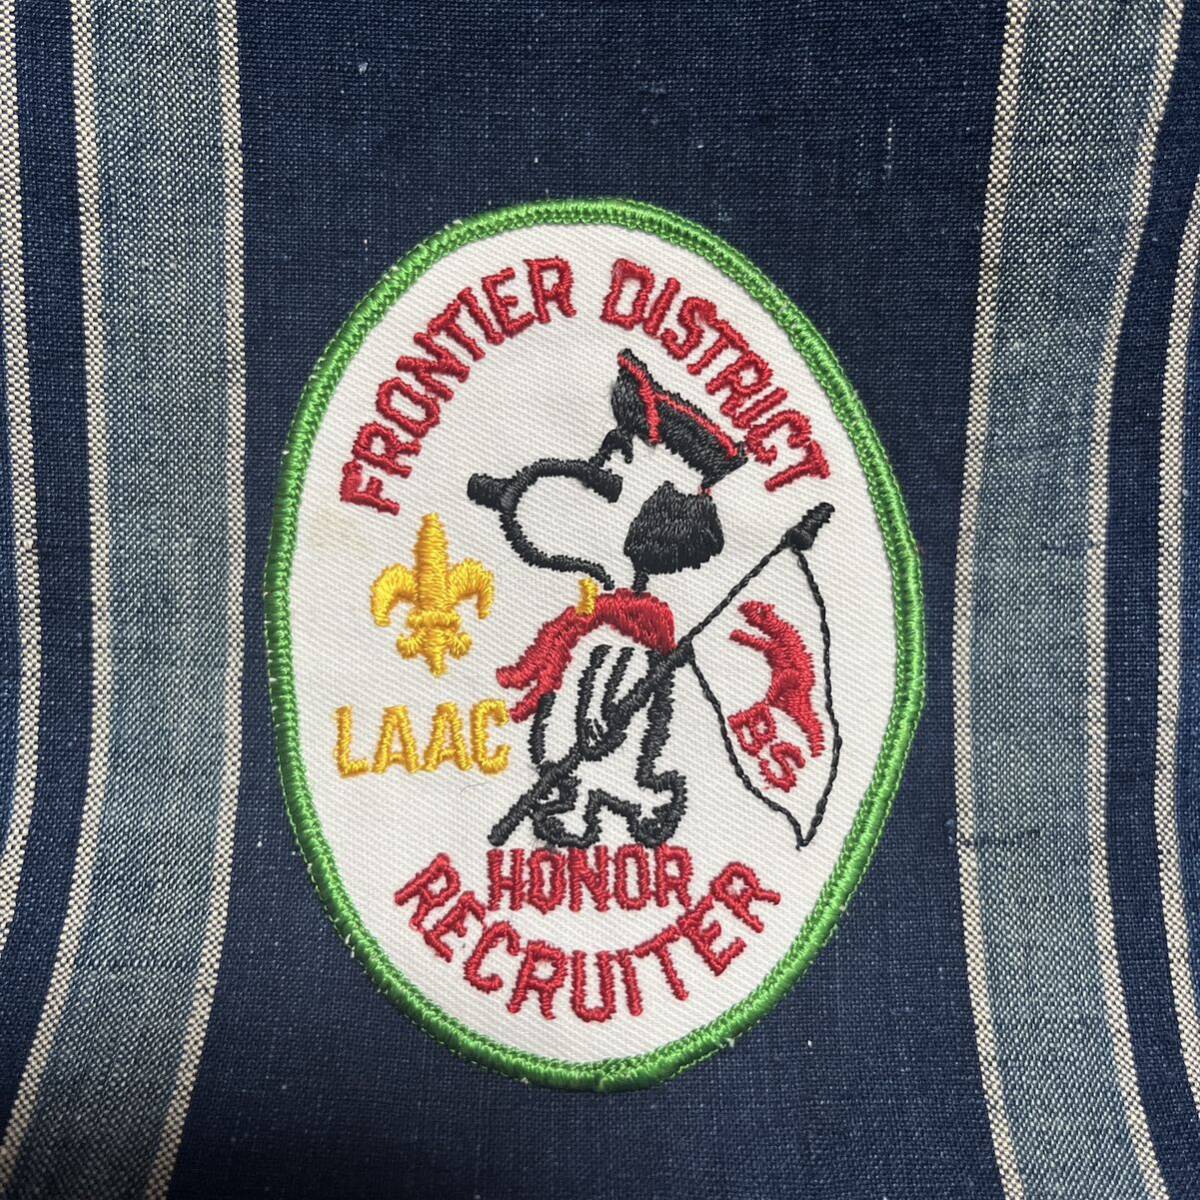 FRONTIER DISTRICT
LAAC
BS
HONOR
RECRUITER